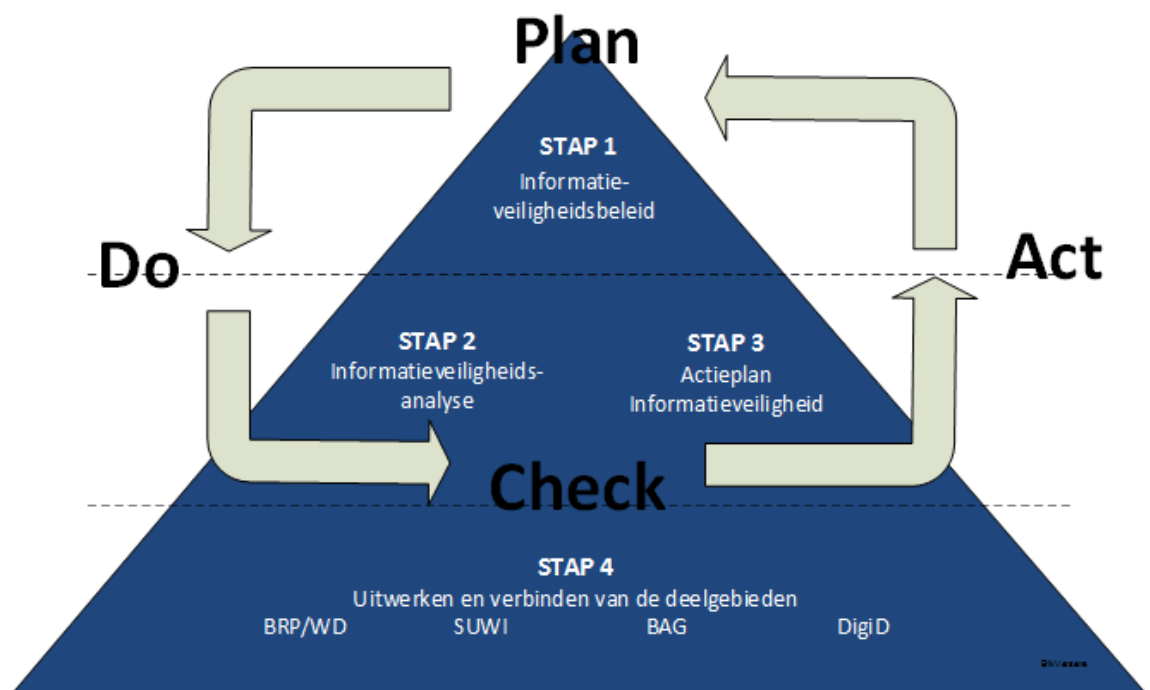 Plan
STAP 1
Informatie-
veiligheidsbeleid
Do
Act
STAP 2
Informatieveiligheids-
analyse
STAP 3
Actieplan
Informatieveiligheid
Check
STAP 4
Uitwerken en verbinden van de deelgebieden
BRP/WD SUWI BAG DigiD